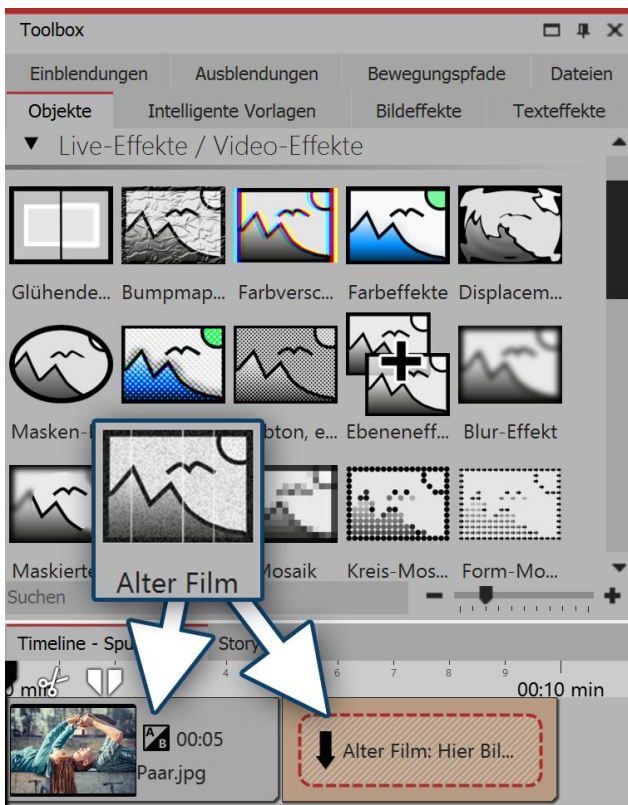 Toolbox
Einblendungen Ausblendungen Bewegungspfade Dateien
Objekte Intelligente Vorlagen Bildeffekte Texteffekte
Live-Effekte / Video-Effekte
Glühende... Bumpmap... Farbversc... Farbeffekte Displacem...
Masken- bton, e... Ebeneneff... Blur-Effekt
Maskierte Alter Film Mosaik Kreis-Mos... Form-Mo...
Suchen
Timeline - Spu Story
4 6 7 8 9
0 min 00:10 min
A B 00:05
Paar.jpg
Alter Film: Hier Bil...